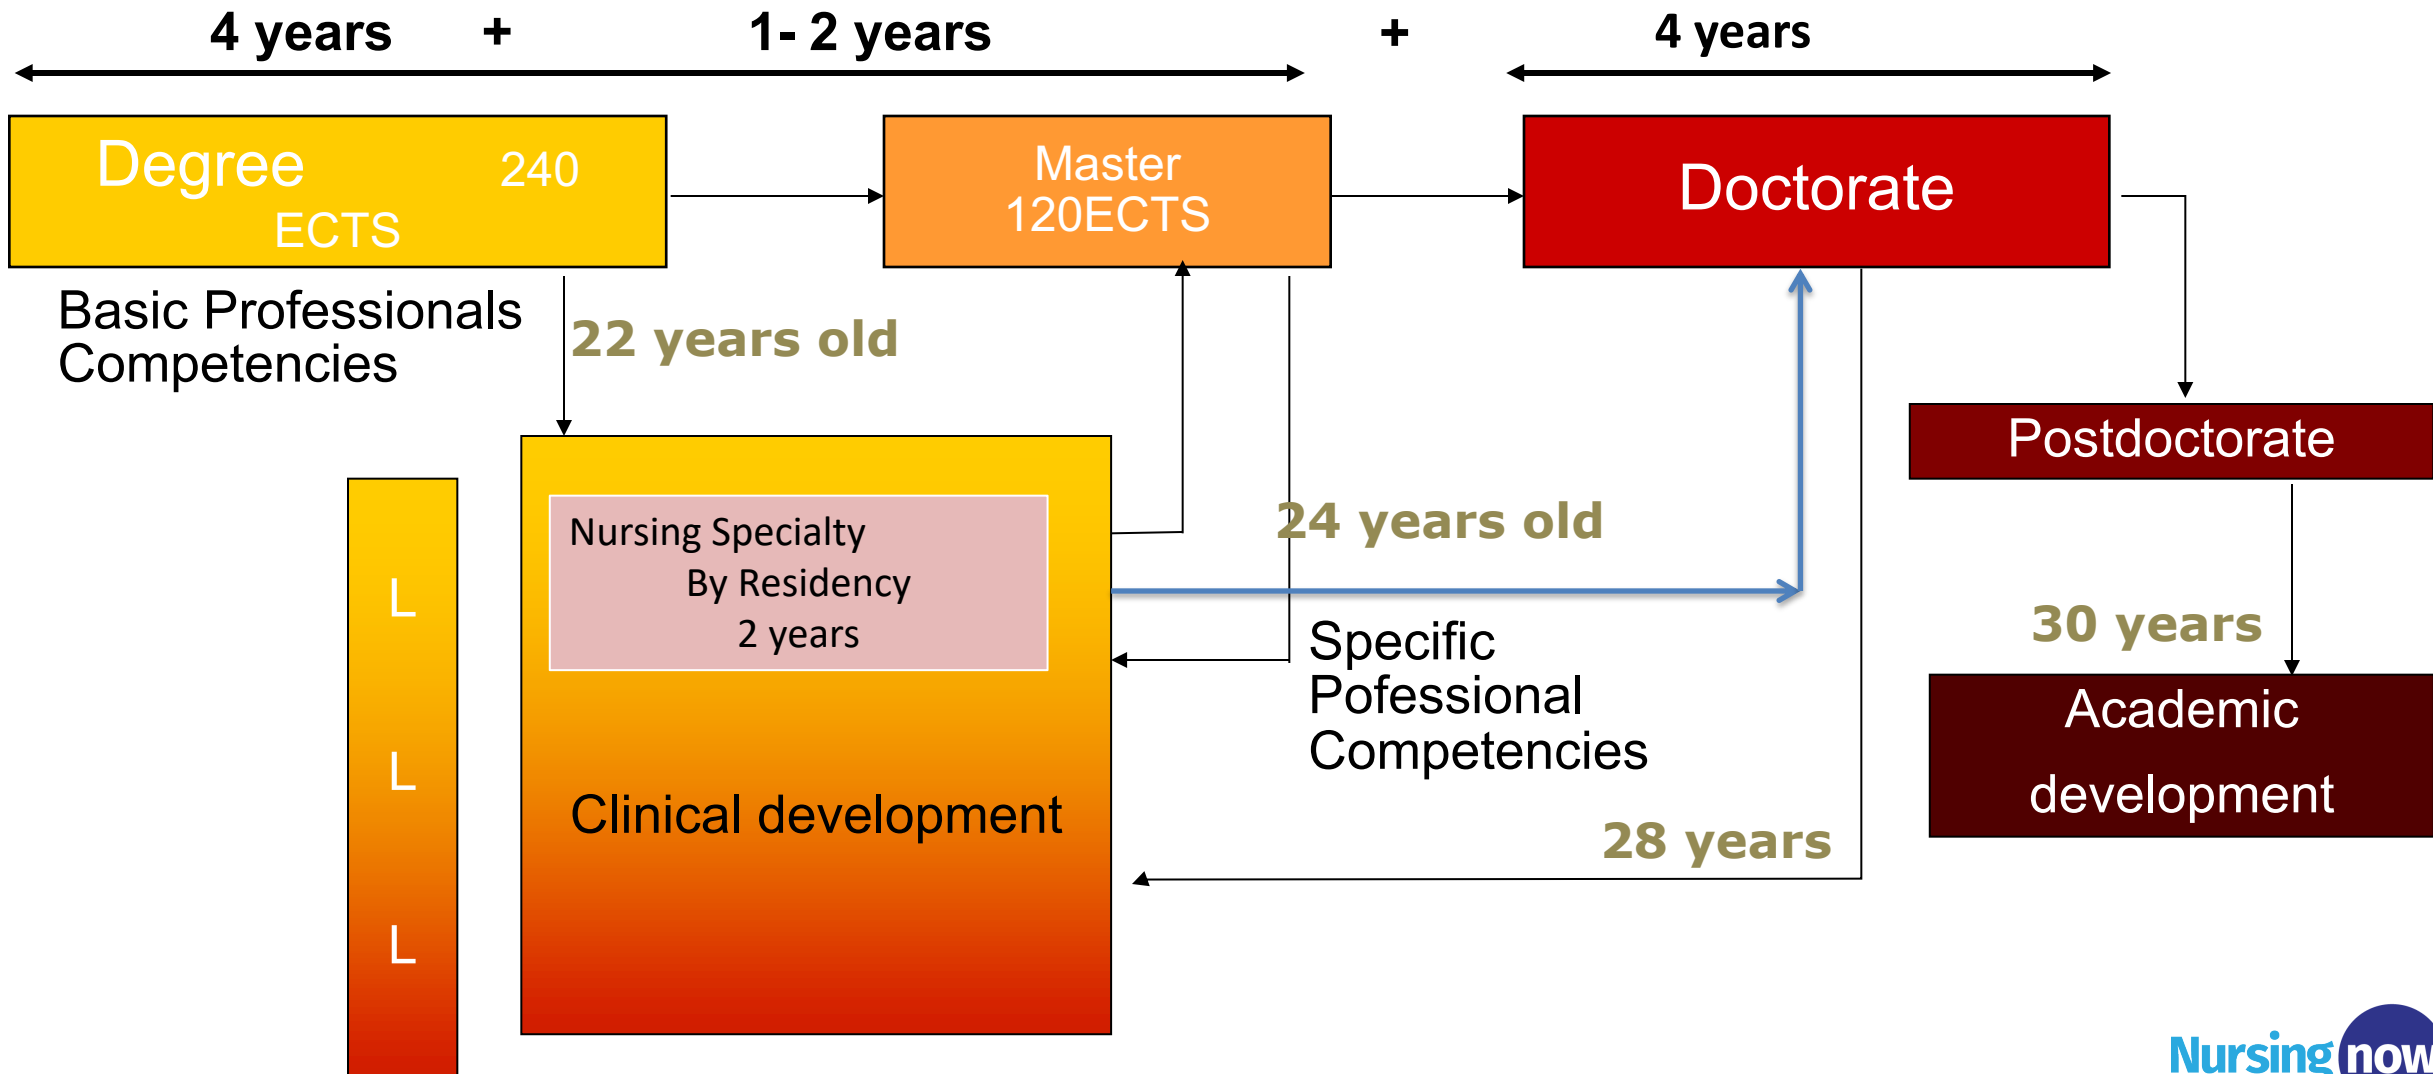 4 years + 1- 2 years + 4 years
Degree 240
ECTS
Master
120ECTS
Doctorate
Basic Professionals
Competencies
22 years old
Postdoctorate
Nursing Specialty
By Residency
2 years
24 years old
L
L
L
Specific
Pofessional
Competencies
30 years
Academic
development
Clinical development
28 years
Nursing now